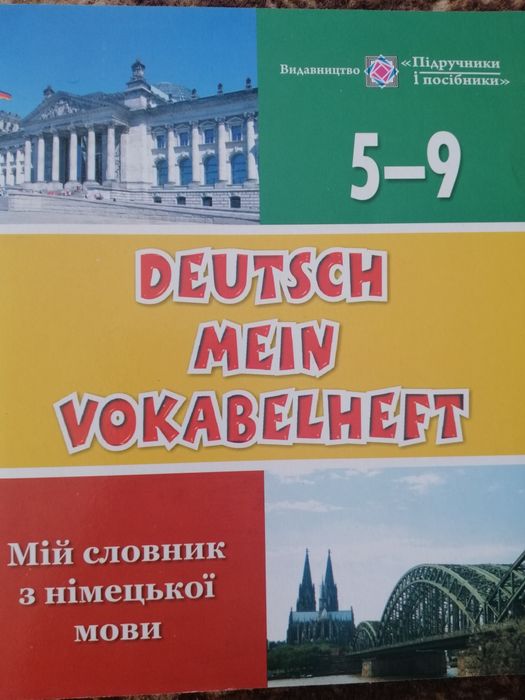 Видавництво «Підручники
і посібники»
5–9
DEUTSCH
MEIN
VOKABELHEFT
Мій словник
з німецької
мови